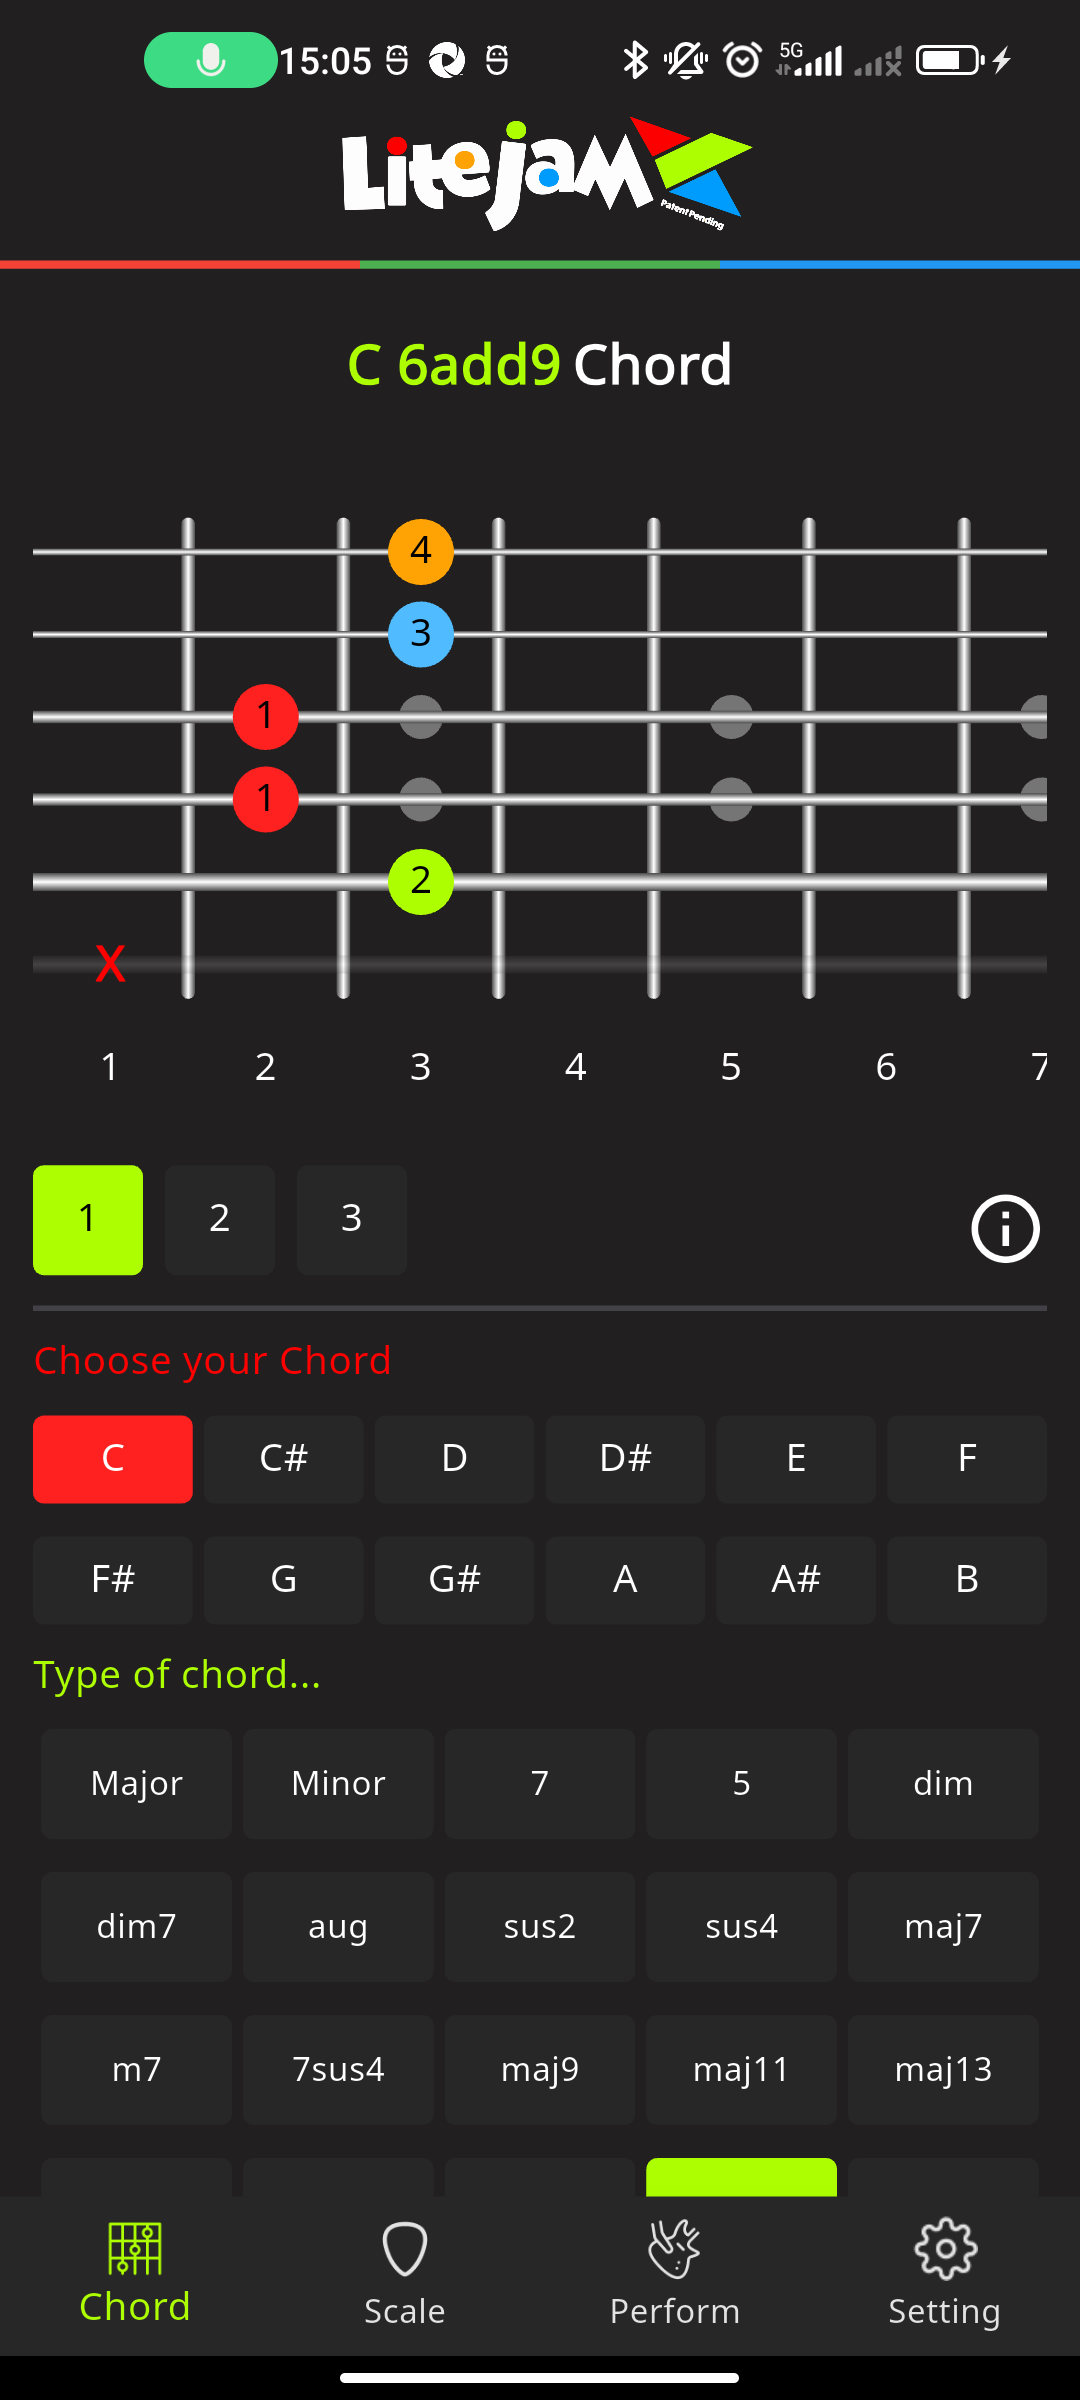 15:05 5G
Litejam
Patent Pending
C 6add9 Chord
4
3
1
1
2
X
1 2 3 4 5 6 7
1 2 3
Choose your Chord
C C# D D# E F
F# G G# A A# B
Type of chord...
Major Minor 7 5 dim
dim7 aug sus2 sus4 maj7
m7 7sus4 maj9 maj11 maj13
Chord Scale Perform Setting